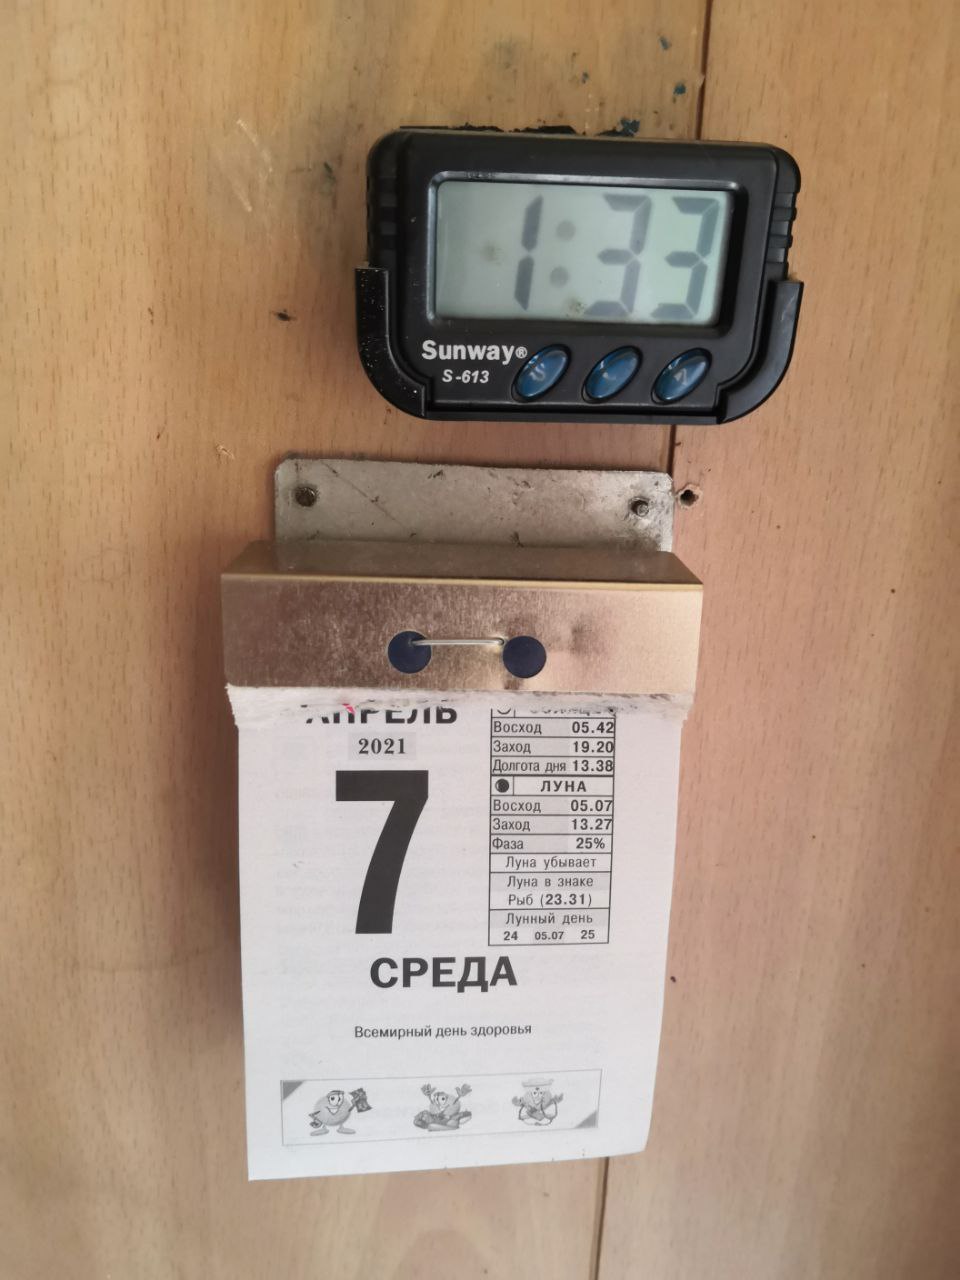 1:33
Sunway®
S-613
АПРЕЛЬ
2021
7
СРЕДА
Всемирный день здоровья
Восход 05.42
Заход 19.20
Долгота дня 13.38
ЛУНА
Восход 05.07
Заход 13.27
Фаза 25%
Луна убывает
Луна в знаке
Рыб (23.31)
Лунный день
24 05.07 25